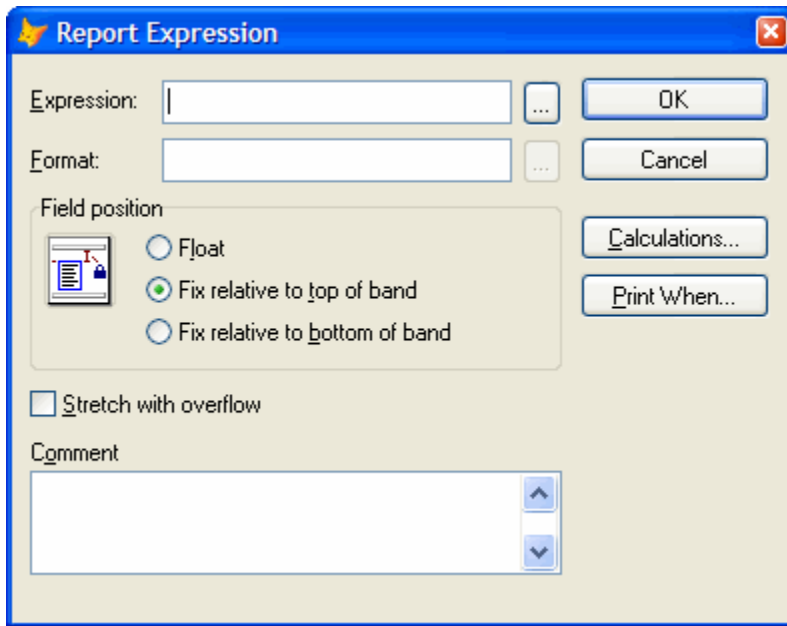 Report Expression
Expression:
...
OK
Format:
...
Cancel
Field position
Float
Fix relative to top of band
Fix relative to bottom of band
Calculations...
Print When...
Stretch with overflow
Comment